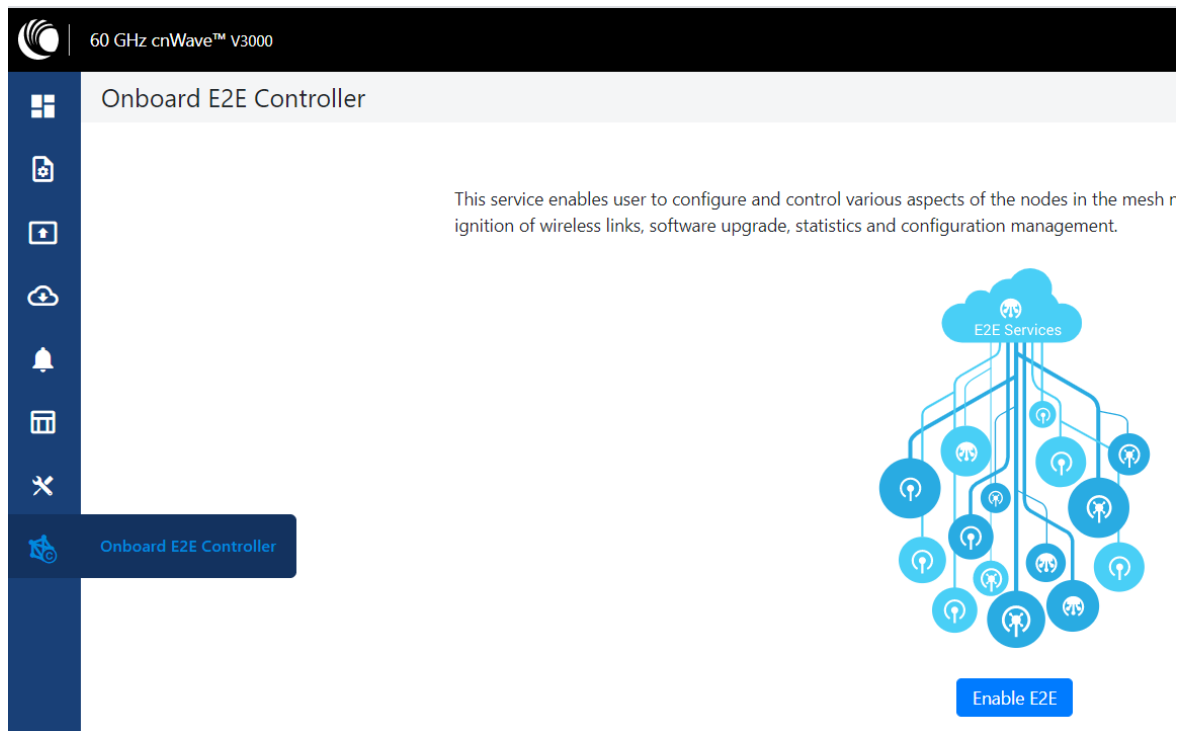 60 GHz cnWave™ V3000
Onboard E2E Controller
This service enables user to configure and control various aspects of the nodes in the mesh
ignition of wireless links, software upgrade, statistics and configuration management.
E2E Services
Onboard E2E Controller
Enable E2E